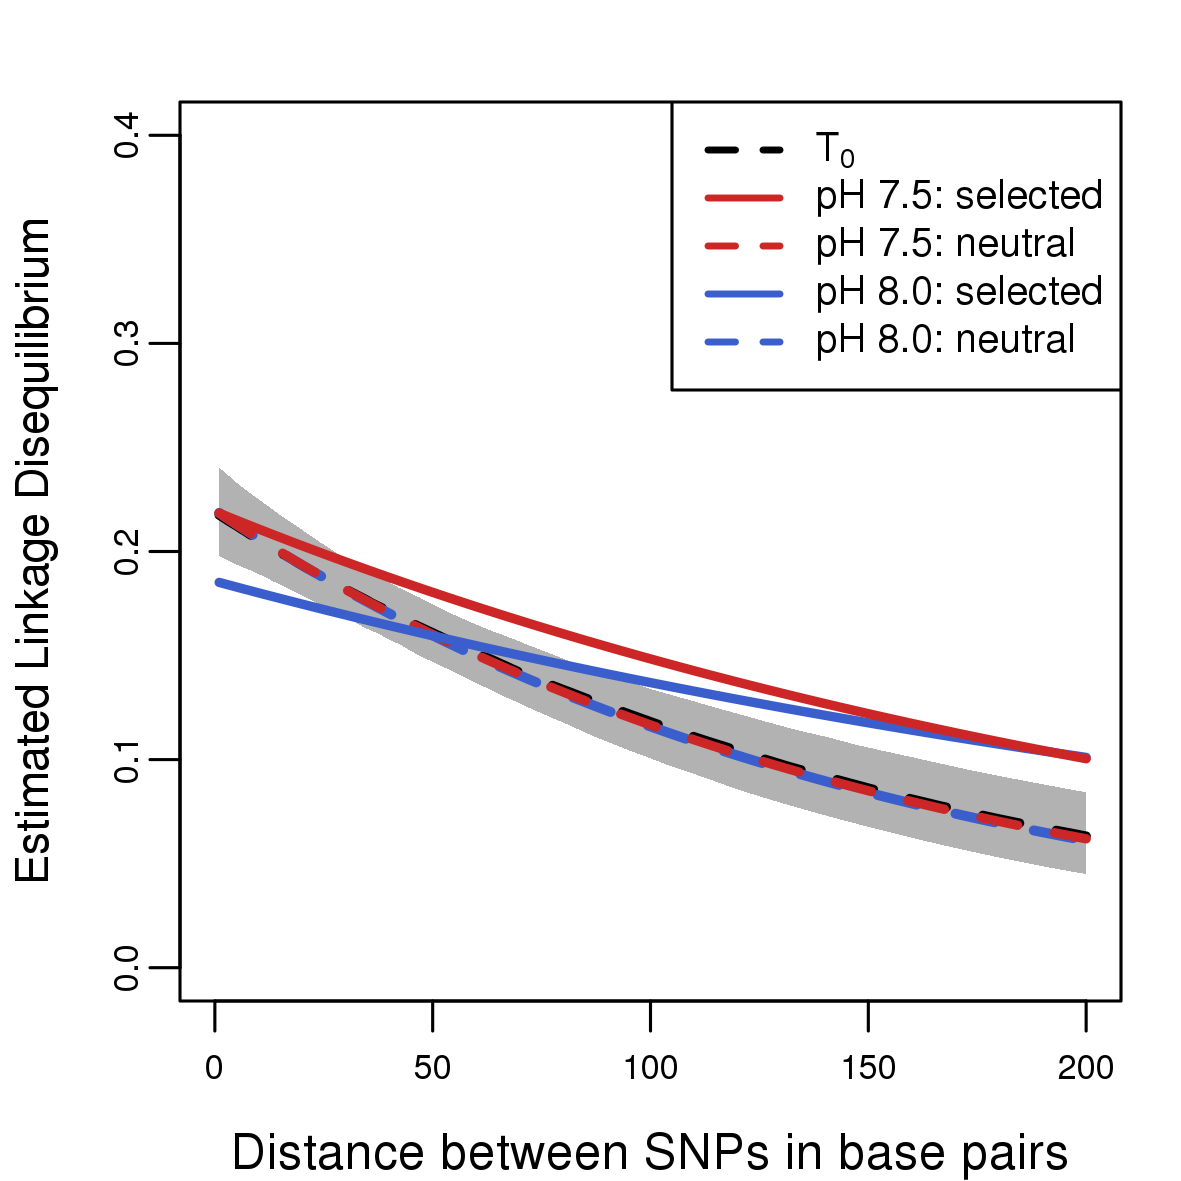 T0
pH 7.5: selected
pH 7.5: neutral
pH 8.0: selected
pH 8.0: neutral
Estimated Linkage Disequilibrium
0.4
0.3
0.2
0.1
0.0
0 50 100 150 200
Distance between SNPs in base pairs